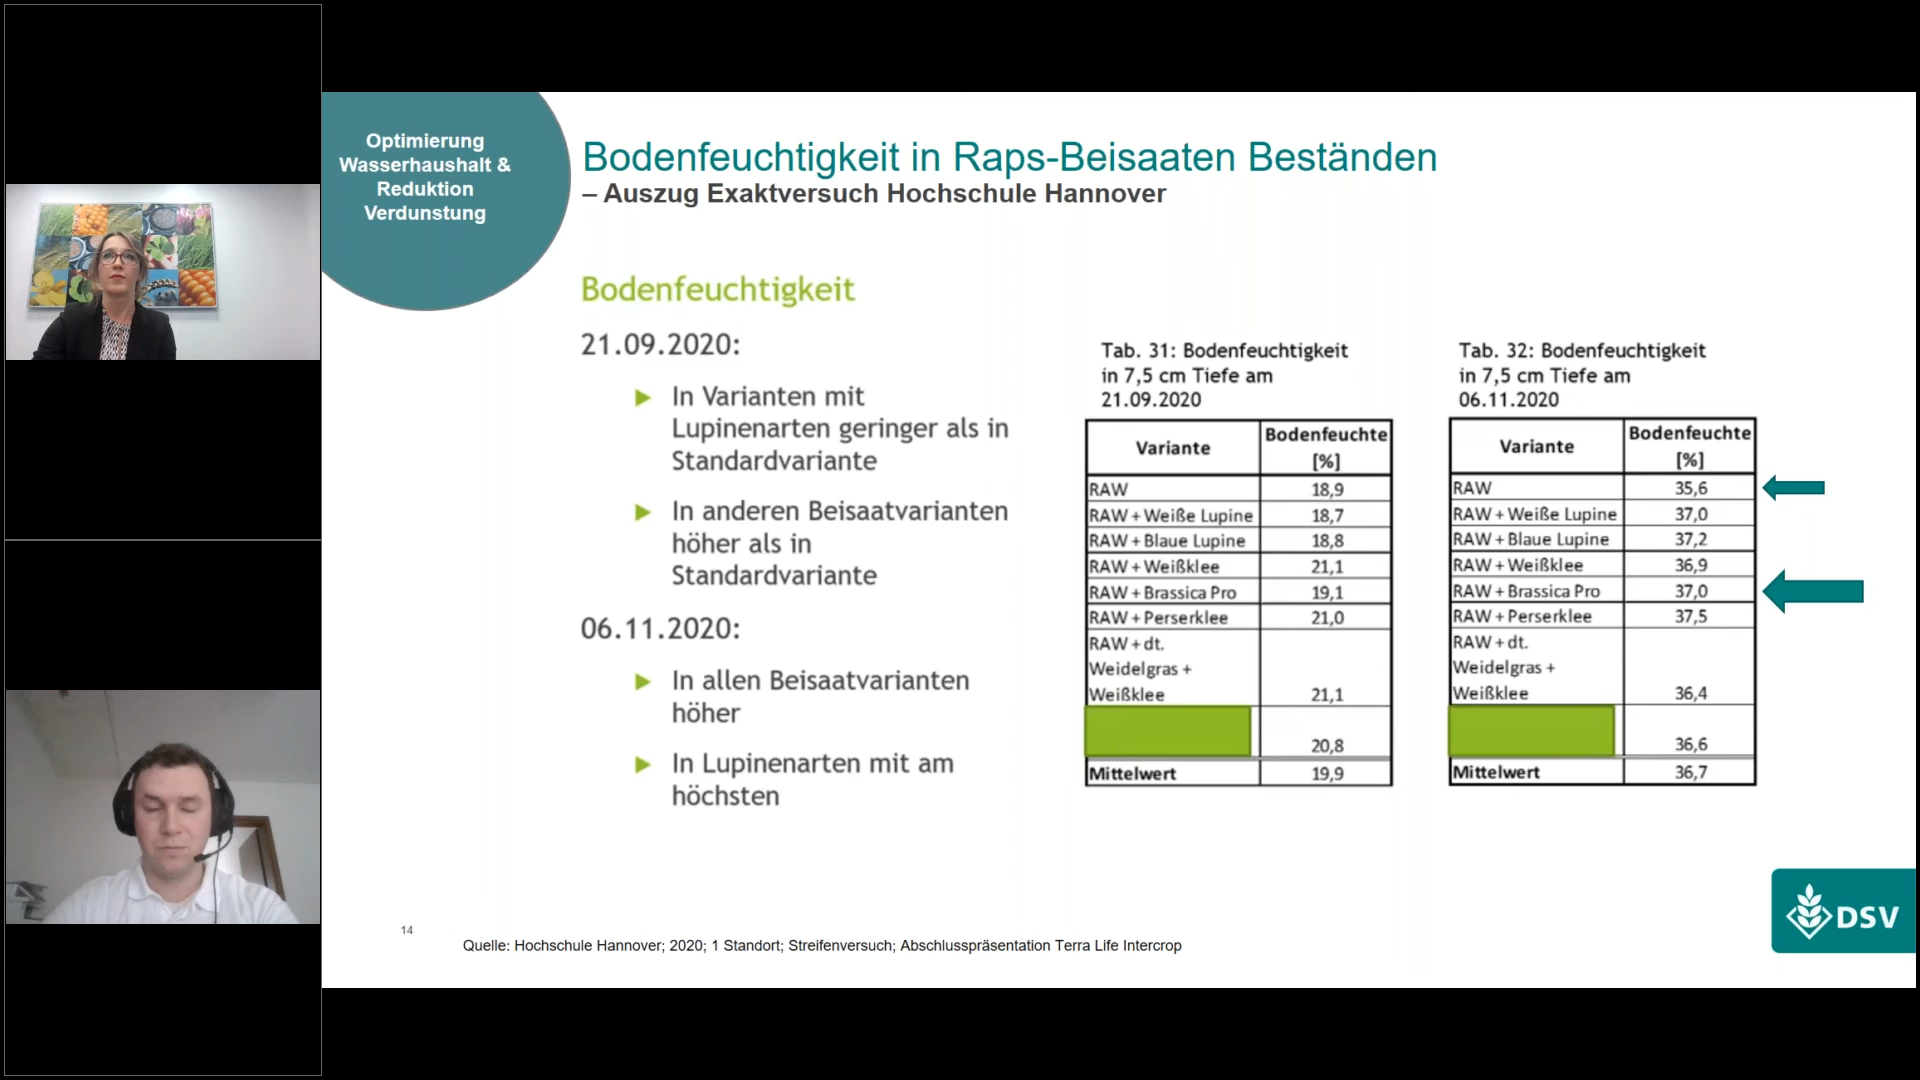 Optimierung
Wasserhaushalt &
Reduktion
Verdunstung
Bodenfeuchtigkeit in Raps-Beisaaten Beständen
– Auszug Exaktversuch Hochschule Hannover
Bodenfeuchtigkeit
21.09.2020:
In Varianten mit
Lupinenarten geringer als in
Standardvariante
In anderen Beisaatvarianten
höher als in
Standardvariante
06.11.2020:
In allen Beisaatvarianten
höher
In Lupinenarten mit am
höchsten
Tab. 31: Bodenfeuchtigkeit
in 7,5 cm Tiefe am
21.09.2020
Variante Bodenfeuchte
[%]
RAW 18,9
RAW + Weiße Lupine 18,7
RAW + Blaue Lupine 18,8
RAW + Weißklee 21,1
RAW + Brassica Pro 19,1
RAW + Perserklee 21,0
RAW + dt.
Weidelgras +
Weißklee 21,1
20,8
Mittelwert 19,9
Tab. 32: Bodenfeuchtigkeit
in 7,5 cm Tiefe am
06.11.2020
Variante Bodenfeuchte
[%]
RAW 35,6
RAW + Weiße Lupine 37,0
RAW + Blaue Lupine 37,2
RAW + Weißklee 36,9
RAW + Brassica Pro 37,0
RAW + Perserklee 37,5
RAW + dt.
Weidelgras +
Weißklee 36,4
36,6
Mittelwert 36,7
DSV
14
Quelle: Hochschule Hannover; 2020; 1 Standort; Streifenversuch; Abschlusspräsentation Terra Life Intercrop